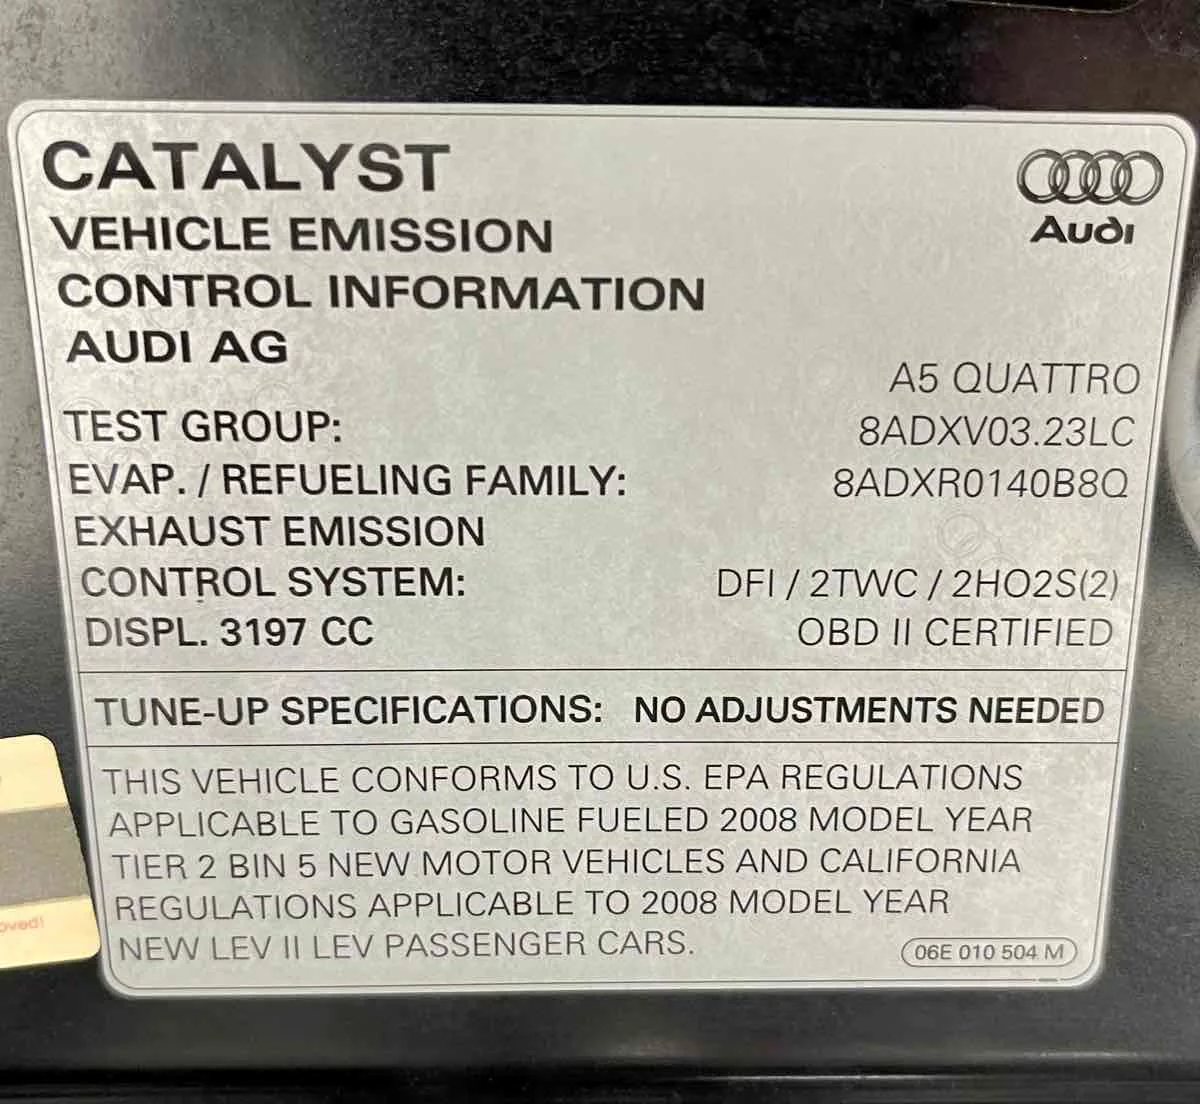 CATALYST
Audi
VEHICLE EMISSION
CONTROL INFORMATION
AUDI AG
A5 QUATTRO
TEST GROUP: 8ADXV03.23LC
EVAP. / REFUELING FAMILY: 8ADXR0140B8Q
EXHAUST EMISSION
CONTROL SYSTEM: DFI / 2TWC / 2HO2S(2)
DISPL. 3197 CC OBD II CERTIFIED
TUNE-UP SPECIFICATIONS: NO ADJUSTMENTS NEEDED
THIS VEHICLE CONFORMS TO U.S. EPA REGULATIONS
APPLICABLE TO GASOLINE FUELED 2008 MODEL YEAR
TIER 2 BIN 5 NEW MOTOR VEHICLES AND CALIFORNIA
REGULATIONS APPLICABLE TO 2008 MODEL YEAR
NEW LEV II LEV PASSENGER CARS.
06E 010 504 M